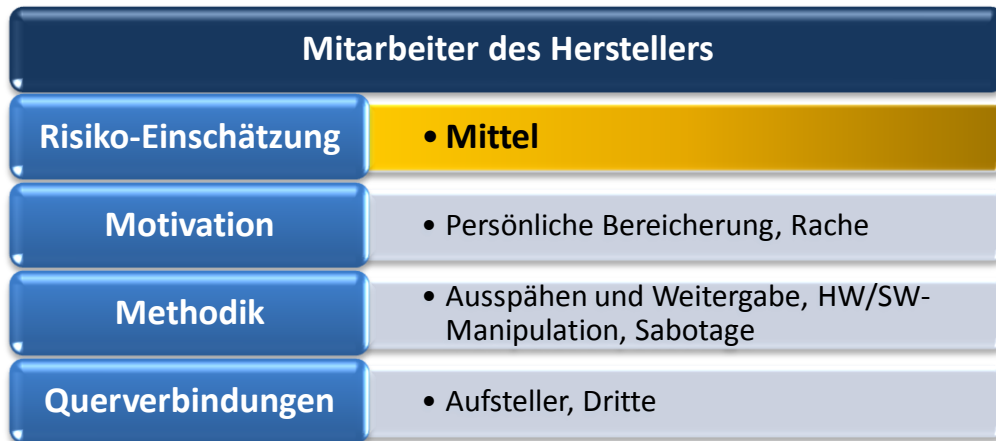 Mitarbeiter des Herstellers
Risiko-Einschätzung
• Mittel
Motivation
• Persönliche Bereicherung, Rache
Methodik
• Ausspähen und Weitergabe, HW/SW-
Manipulation, Sabotage
Querverbindungen
• Aufsteller, Dritte